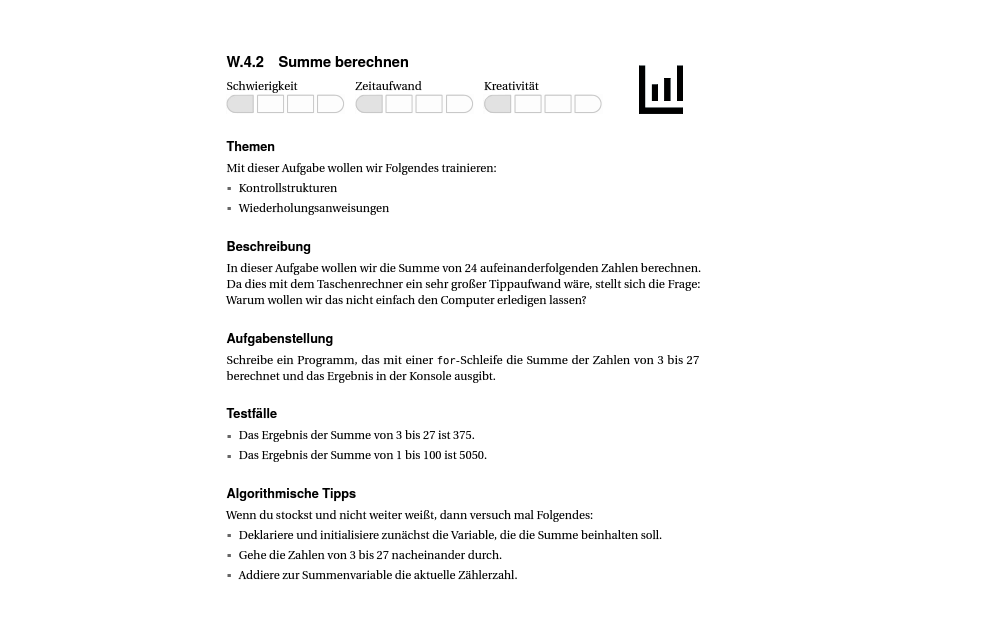 W.4.2 Summe berechnen
Schwierigkeit Zeitaufwand Kreativität
Themen
Mit dieser Aufgabe wollen wir Folgendes trainieren:
▪ Kontrollstrukturen
▪ Wiederholungsanweisungen
Beschreibung
In dieser Aufgabe wollen wir die Summe von 24 aufeinanderfolgenden Zahlen berechnen.
Da dies mit dem Taschenrechner ein sehr großer Tippaufwand wäre, stellt sich die Frage:
Warum wollen wir das nicht einfach den Computer erledigen lassen?
Aufgabenstellung
Schreibe ein Programm, das mit einer for-Schleife die Summe der Zahlen von 3 bis 27
berechnet und das Ergebnis in der Konsole ausgibt.
Testfälle
▪ Das Ergebnis der Summe von 3 bis 27 ist 375.
▪ Das Ergebnis der Summe von 1 bis 100 ist 5050.
Algorithmische Tipps
Wenn du stockst und nicht weiter weißt, dann versuch mal Folgendes:
▪ Deklariere und initialisiere zunächst die Variable, die die Summe beinhalten soll.
▪ Gehe die Zahlen von 3 bis 27 nacheinander durch.
▪ Addiere zur Summenvariable die aktuelle Zählerzahl.